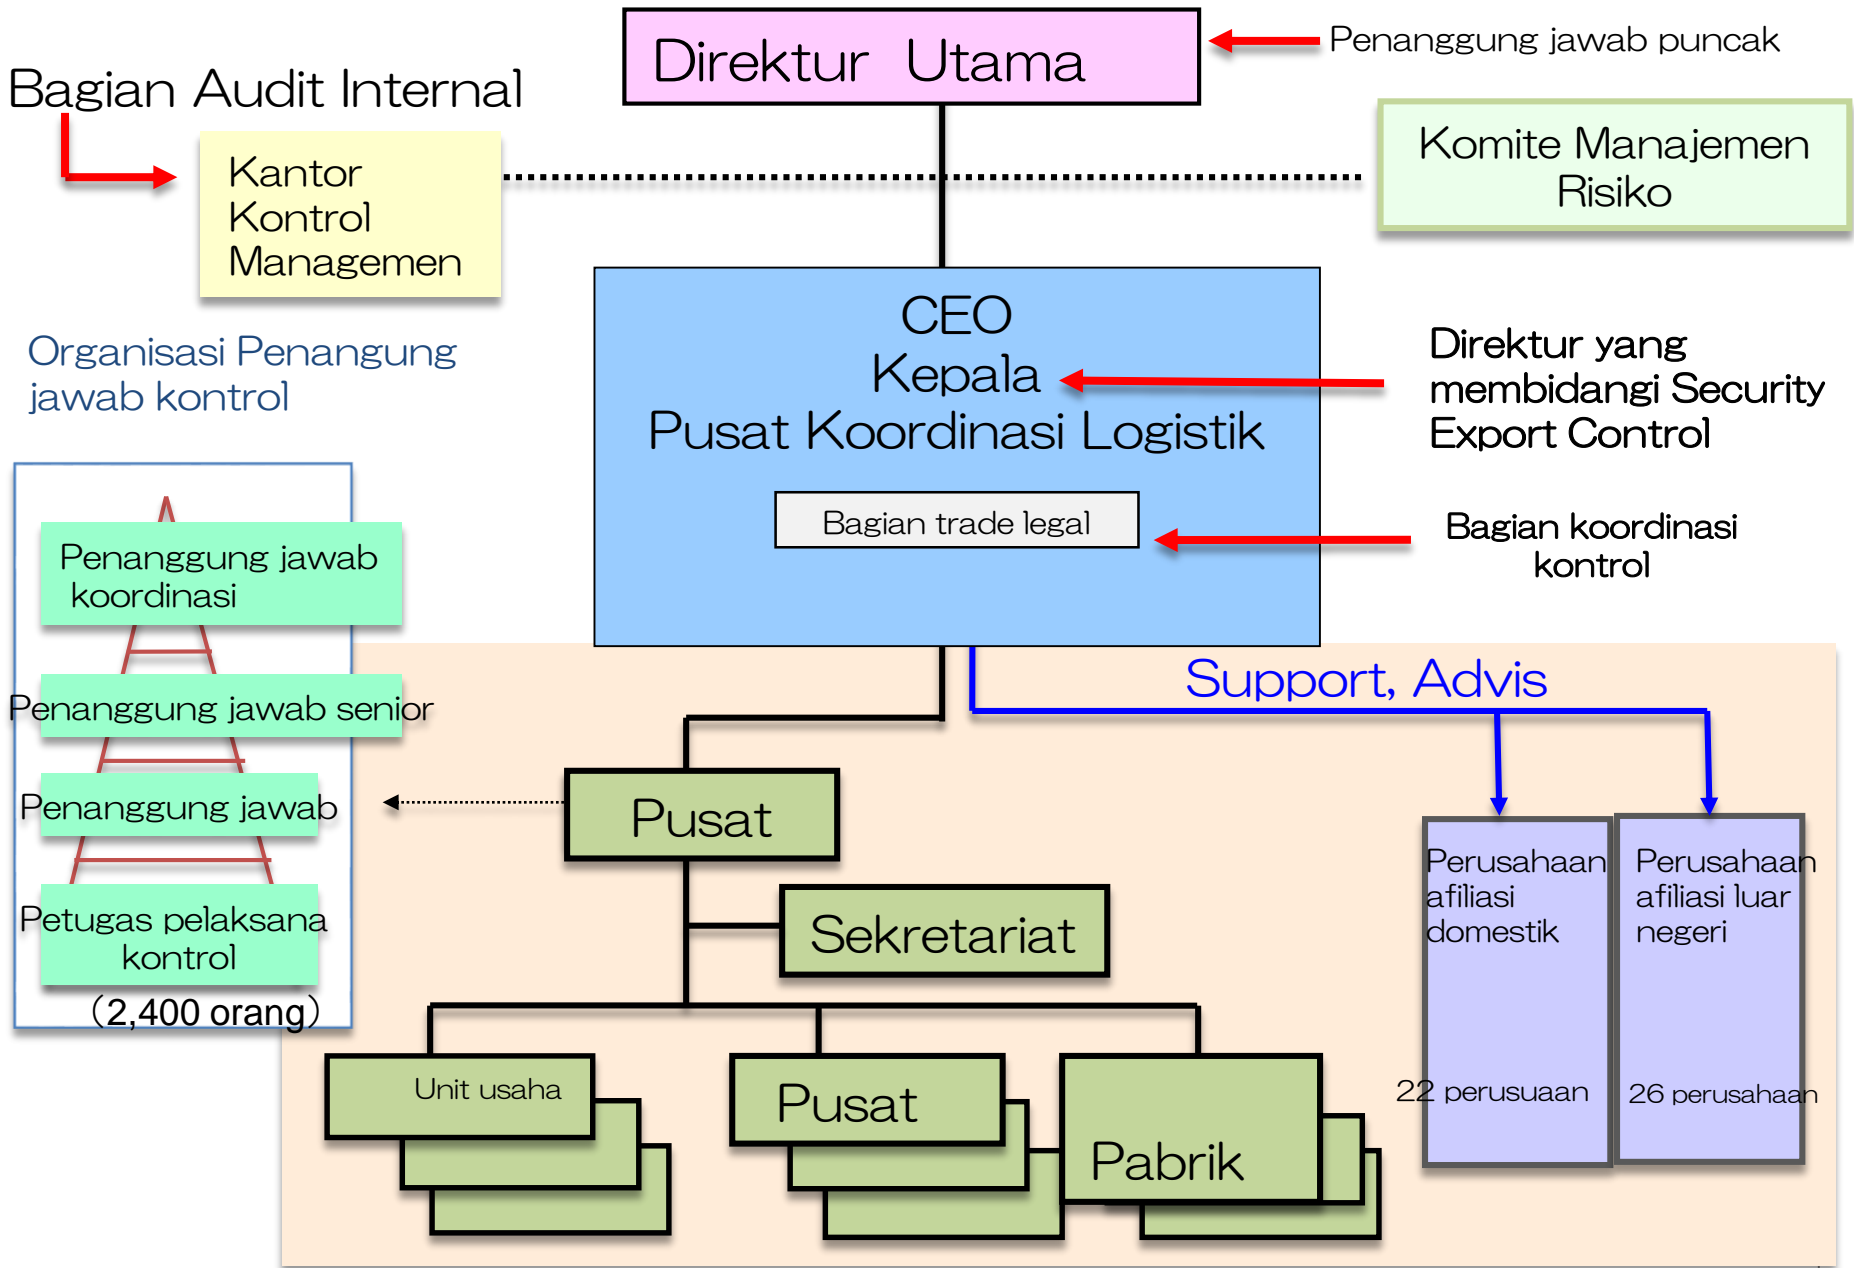 Direktur Utama
Penanggung jawab puncak
Bagian Audit Internal
Kantor
Kontrol
Managemen
Komite Manajemen
Risiko
CEO
Kepala
Pusat Koordinasi Logistik
Bagian trade legal
Direktur yang
membidangi Security
Export Control
Bagian koordinasi
kontrol
Organisasi Penangung
jawab kontrol
Penanggung jawab
koordinasi
Penanggung jawab senior
Penanggung jawab
Petugas pelaksana
kontrol
（2,400 orang）
Support, Advis
Pusat
Sekretariat
Unit usaha
Pusat
Pabrik
Perusahaan
afiliasi
domestik
22 perusuaan
Perusahaan
afiliasi luar
negeri
26 perusahaan